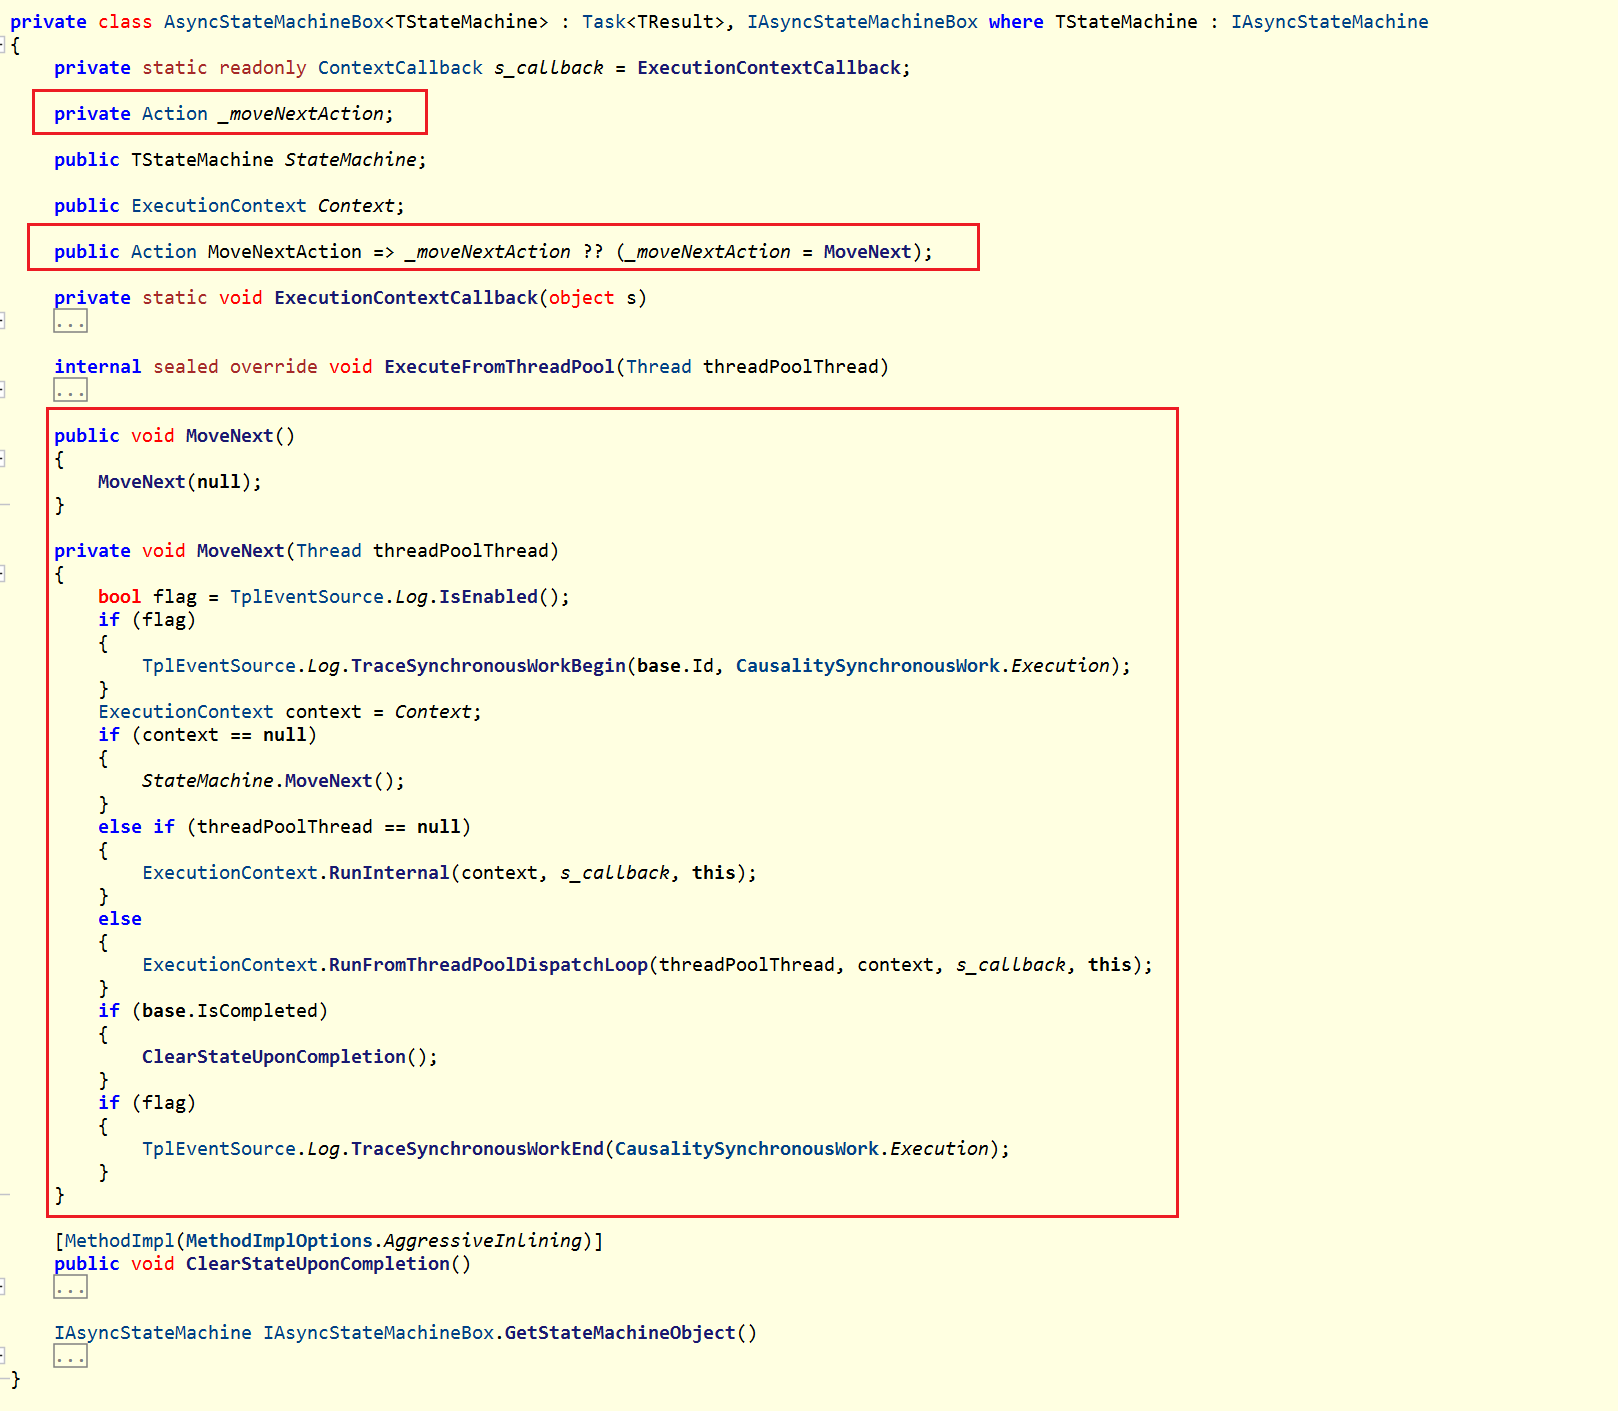 private class AsyncStateMachineBox<TStateMachine> : Task<TResult>, IAsyncStateMachineBox where TStateMachine : IAsyncStateMachine
{
    private static readonly ContextCallback s_callback = ExecutionContextCallback;
    private Action _moveNextAction;
    public TStateMachine StateMachine;
    public ExecutionContext Context;
    public Action MoveNextAction => _moveNextAction ?? (_moveNextAction = MoveNext);
    private static void ExecutionContextCallback(object s)
    ...
    internal sealed override void ExecuteFromThreadPool(Thread threadPoolThread)
    ...
    public void MoveNext()
    {
        MoveNext(null);
    }
    private void MoveNext(Thread threadPoolThread)
    {
        bool flag = TplEventSource.Log.IsEnabled();
        if (flag)
        {
            TplEventSource.Log.TraceSynchronousWorkBegin(base.Id, CausalitySynchronousWork.Execution);
        }
        ExecutionContext context = Context;
        if (context == null)
        {
            StateMachine.MoveNext();
        }
        else if (threadPoolThread == null)
        {
            ExecutionContext.RunInternal(context, s_callback, this);
        }
        else
        {
            ExecutionContext.RunFromThreadPoolDispatchLoop(threadPoolThread, context, s_callback, this);
        }
        if (base.IsCompleted)
        {
            ClearStateUponCompletion();
        }
        if (flag)
        {
            TplEventSource.Log.TraceSynchronousWorkEnd(CausalitySynchronousWork.Execution);
        }
    }
    [MethodImpl(MethodImplOptions.AggressiveInlining)]
    public void ClearStateUponCompletion()
    ...
    IAsyncStateMachine IAsyncStateMachineBox.GetStateMachineObject()
    ...
}